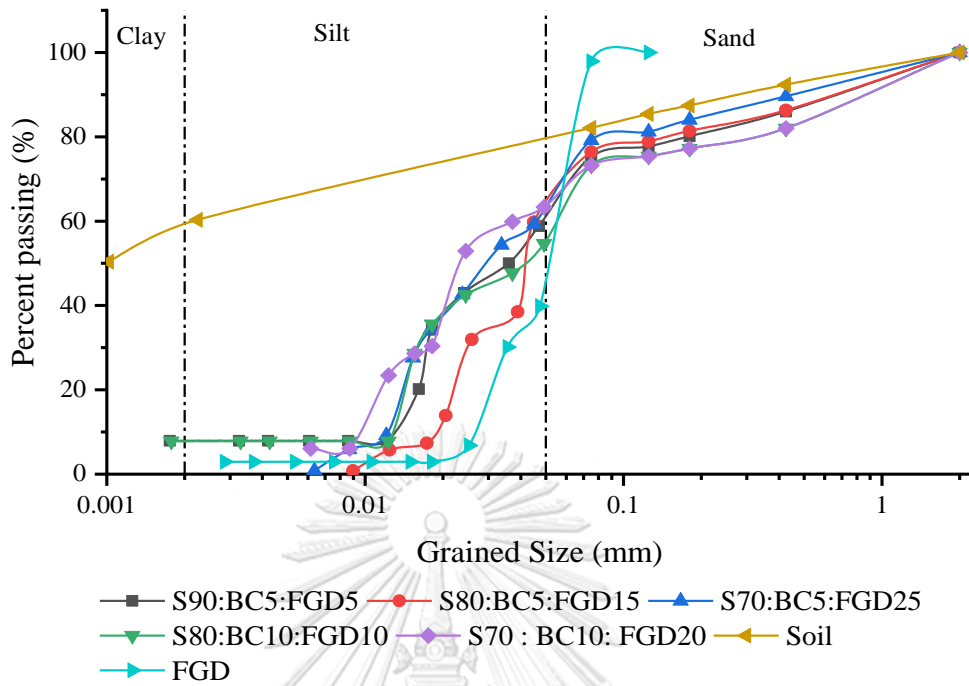 Clay
Silt
Sand
100
80
60
40
20
0
0.001
0.01
0.1
1
Percent passing (%)
Grained Size (mm)
S90:BC5:FGD5 S80:BC5:FGD15 S70:BC5:FGD25
S80:BC10:FGD10 S70 : BC10: FGD20 Soil
FGD